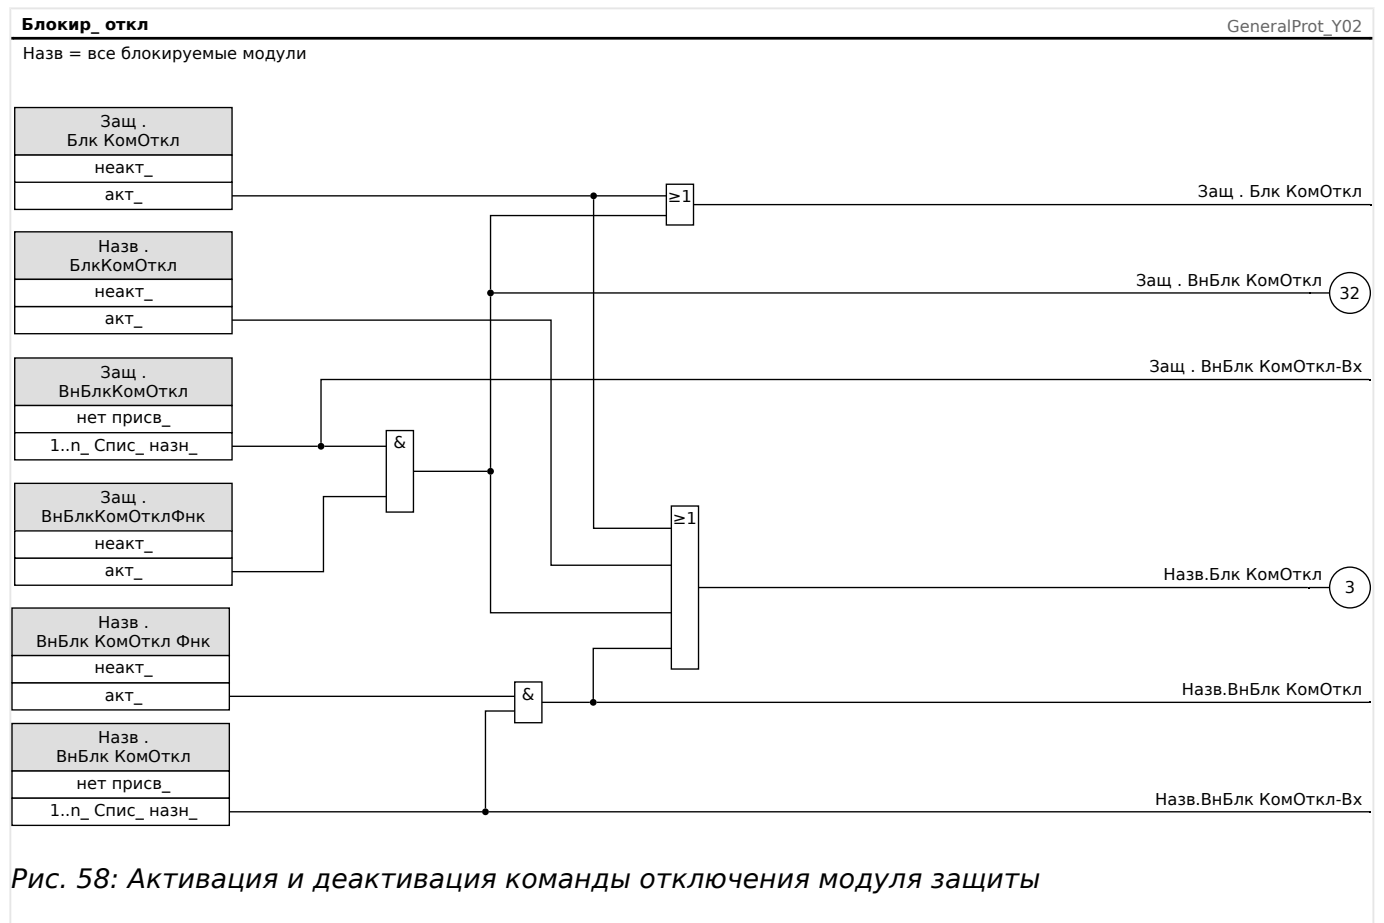 Блокир_ откл
GeneralProt_Y02
Назв = все блокируемые модули
Защ .
Блк КомОткл
неакт_
акт_
≥1
Защ . Блк КомОткл
Назв .
БлкКомОткл
неакт_
акт_
Защ . ВнБлк КомОткл
32
Защ .
ВнБлкКомОткл
нет присв_
1..n_ Спис_ назн_
&
Защ . ВнБлк КомОткл-Вх
Защ .
ВнБлкКомОтклФнк
неакт_
акт_
≥1
Назв.Блк КомОткл
3
Назв .
ВнБлк КомОткл Фнк
неакт_
акт_
&
Назв.ВнБлк КомОткл
Назв .
ВнБлк КомОткл
нет присв_
1..n_ Спис_ назн_
Назв.ВнБлк КомОткл-Вх
Рис. 58: Активация и деактивация команды отключения модуля защиты